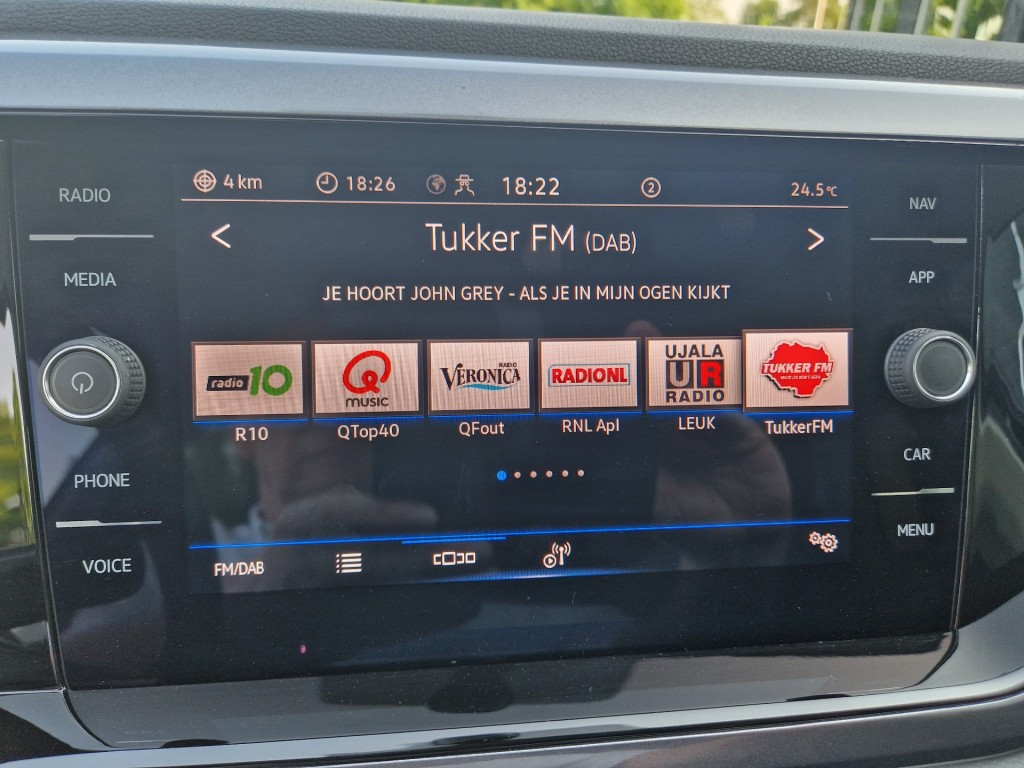 RADIO
MEDIA
PHONE
VOICE
4 km
18:26
18:22
2
24.5°C
< Tukker FM (DAB) >
JE HOORT JOHN GREY - ALS JE IN MIJN OGEN KIJKT
radio 10
Q MUSIC
RADIO VERONICA
RADIONL
UJALA UR RADIO
TUKKER FM
R10
QTop40
QFout
RNL Apl
LEUK
TukkerFM
FM/DAB
NAV
APP
CAR
MENU